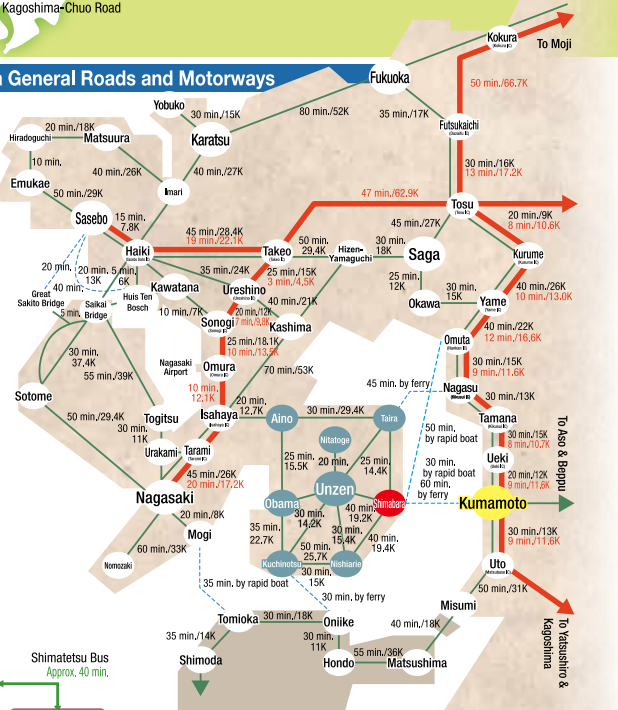 Kagoshima-Chuo Road
n General Roads and Motorways
Kokura
To Moji
Fukuoka
50 min./66.7K
Yobuko
30 min./15K
80 min./52K
35 min./17K
Futsukaichi
20 min./18K
Hiradoguchi
Matsuura
Karatsu
10 min.
40 min./26K
40 min./27K
30 min./16K
13 min./17.2K
Emukae
50 min./29K
Imari
47 min./62.9K
Tosu
Sasebo
15 min.
7.8K
45 min./28.4K
19 min./22.1K
20 min./9K
8 min./10.6K
Haiki
Takeo
50 min.
29,4K
Hizen-
Yamaguchi
30 min.
18K
45 min./27K
Saga
Kurume
20 min.
40 min.
20 min.
13K
5 min.
6K
35 min./24K
25 min./15K
3 min./4,5K
25 min.
12K
40 min./26K
10 min./13.0K
Great
Sakito Bridge
Saikai
Bridge
Huis Ten
Bosch
Kawatana
Ureshino
40 min./21K
Okawa
30 min.
15K
Yame
5 min.
10 min./7K
20 min./12K
7 min./9,8K
Sonogi
Kashima
40 min./22K
12 min./16,6K
Omuta
25 min./18.1K
10 min./13.5K
30 min.
37,4K
55 min./39K
Nagasaki
Airport
Omura
70 min./53K
30 min./15K
9 min./11.6K
45 min. by ferry
Nagasu
10 min.
12,1K
Sotome
30 min./13K
50 min./29,4K
Togitsu
Isahaya
20 min.
12,7K
Aino
30 min./29.4K
Taira
Tamana
30 min.
11K
Nitatoge
50 min.
by rapid boat
30 min./15K
8 min./10.7K
To Aso & Beppu
Urakami
Tarami
25 min.
15.5K
20 min.
25 min.
14,4K
30 min.
by rapid boat
Ueki
45 min./26K
20 min./17.2K
Unzen
60 min.
by ferry
20 min./12K
9 min./11,6K
Nagasaki
Obama
Shimabara
Kumamoto
20 min./8K
30 min.
14,2K
40 min.
19.2K
Mogi
35 min.
22.7K
30 min.
15.4K
40 min.
19.4K
30 min./13K
9 min./11.6K
60 min./33K
50 min.
25,7K
Nomozaki
Kuchinotsu
30 min.
15K
Nishiarie
Uto
35 min. by rapid boat
30 min. by ferry
50 min./31K
Misumi
Tomioka
30 min./18K
Oniike
40 min./18K
To Yatsushiro &
Kagoshima
35 min./14K
30 min.
11K
Shimoda
Hondo
55 min./36K
Matsushima
Shimatetsu Bus
Approx. 40 min.